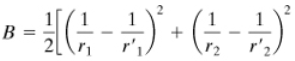 B = 1/2[(1/r₁ − 1/r'₁)² + (1/r₂ − 1/r'₂)²